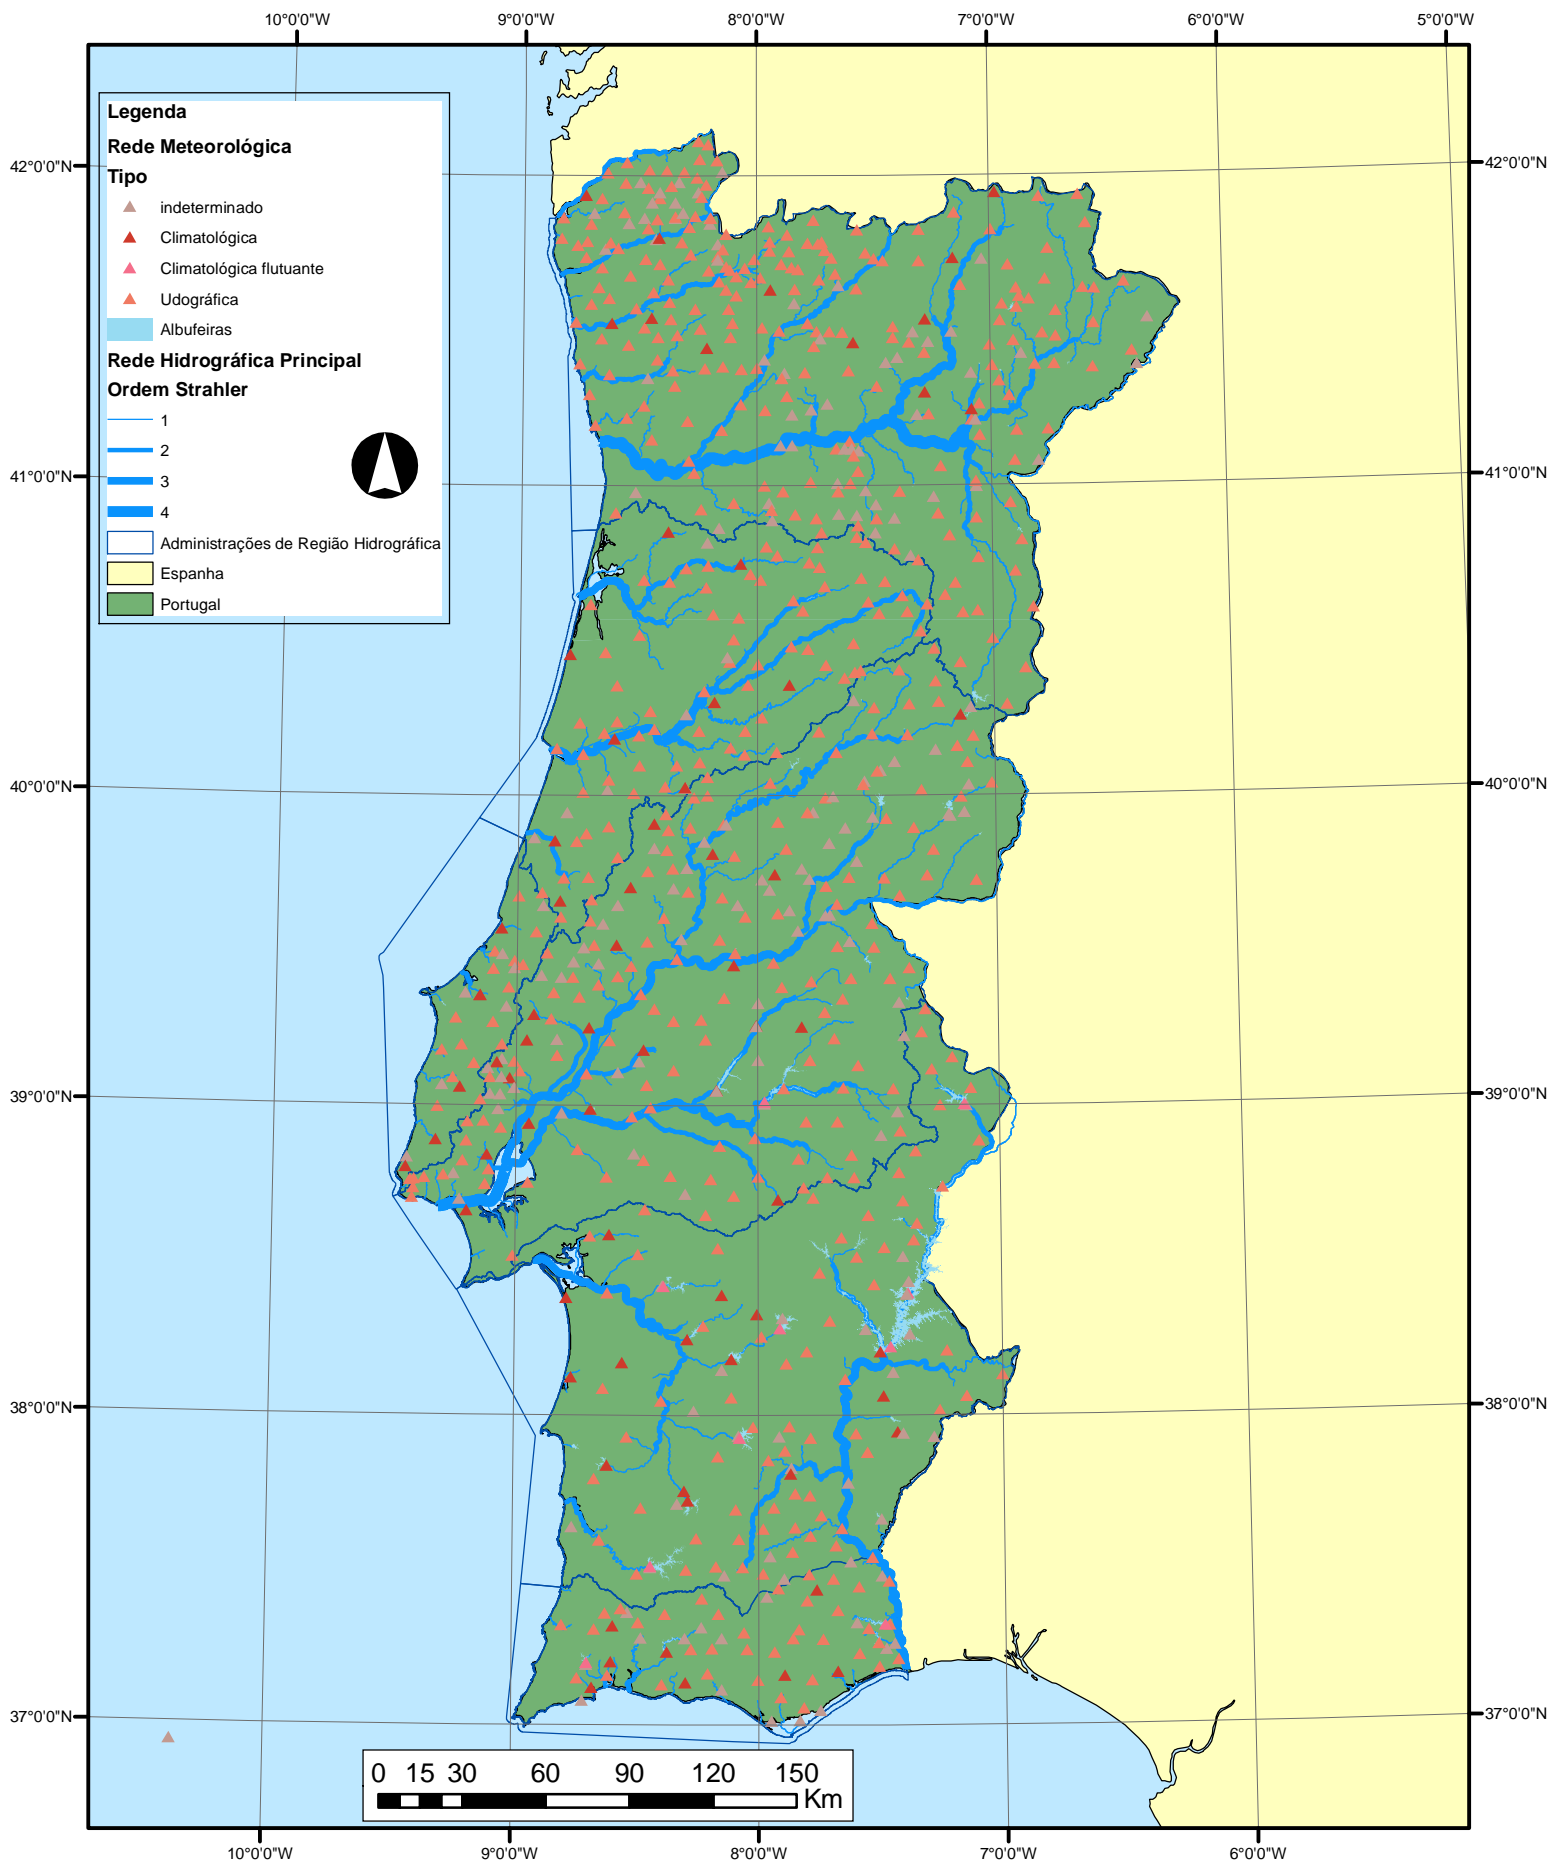 10°0'0"W 9°0'0"W 8°0'0"W 7°0'0"W 6°0'0"W 5°0'0"W
Legenda
Rede Meteorológica
Tipo
indeterminado
Climatológica
Climatológica flutuante
Udográfica
Albufeiras
Rede Hidrográfica Principal
Ordem Strahler
1
2
3
4
Administrações de Região Hidrográfica
Espanha
Portugal
42°0'0"N 42°0'0"N
41°0'0"N 41°0'0"N
40°0'0"N 40°0'0"N
39°0'0"N 39°0'0"N
38°0'0"N 38°0'0"N
37°0'0"N 37°0'0"N
0 15 30 60 90 120 150
Km
10°0'0"W 9°0'0"W 8°0'0"W 7°0'0"W 6°0'0"W